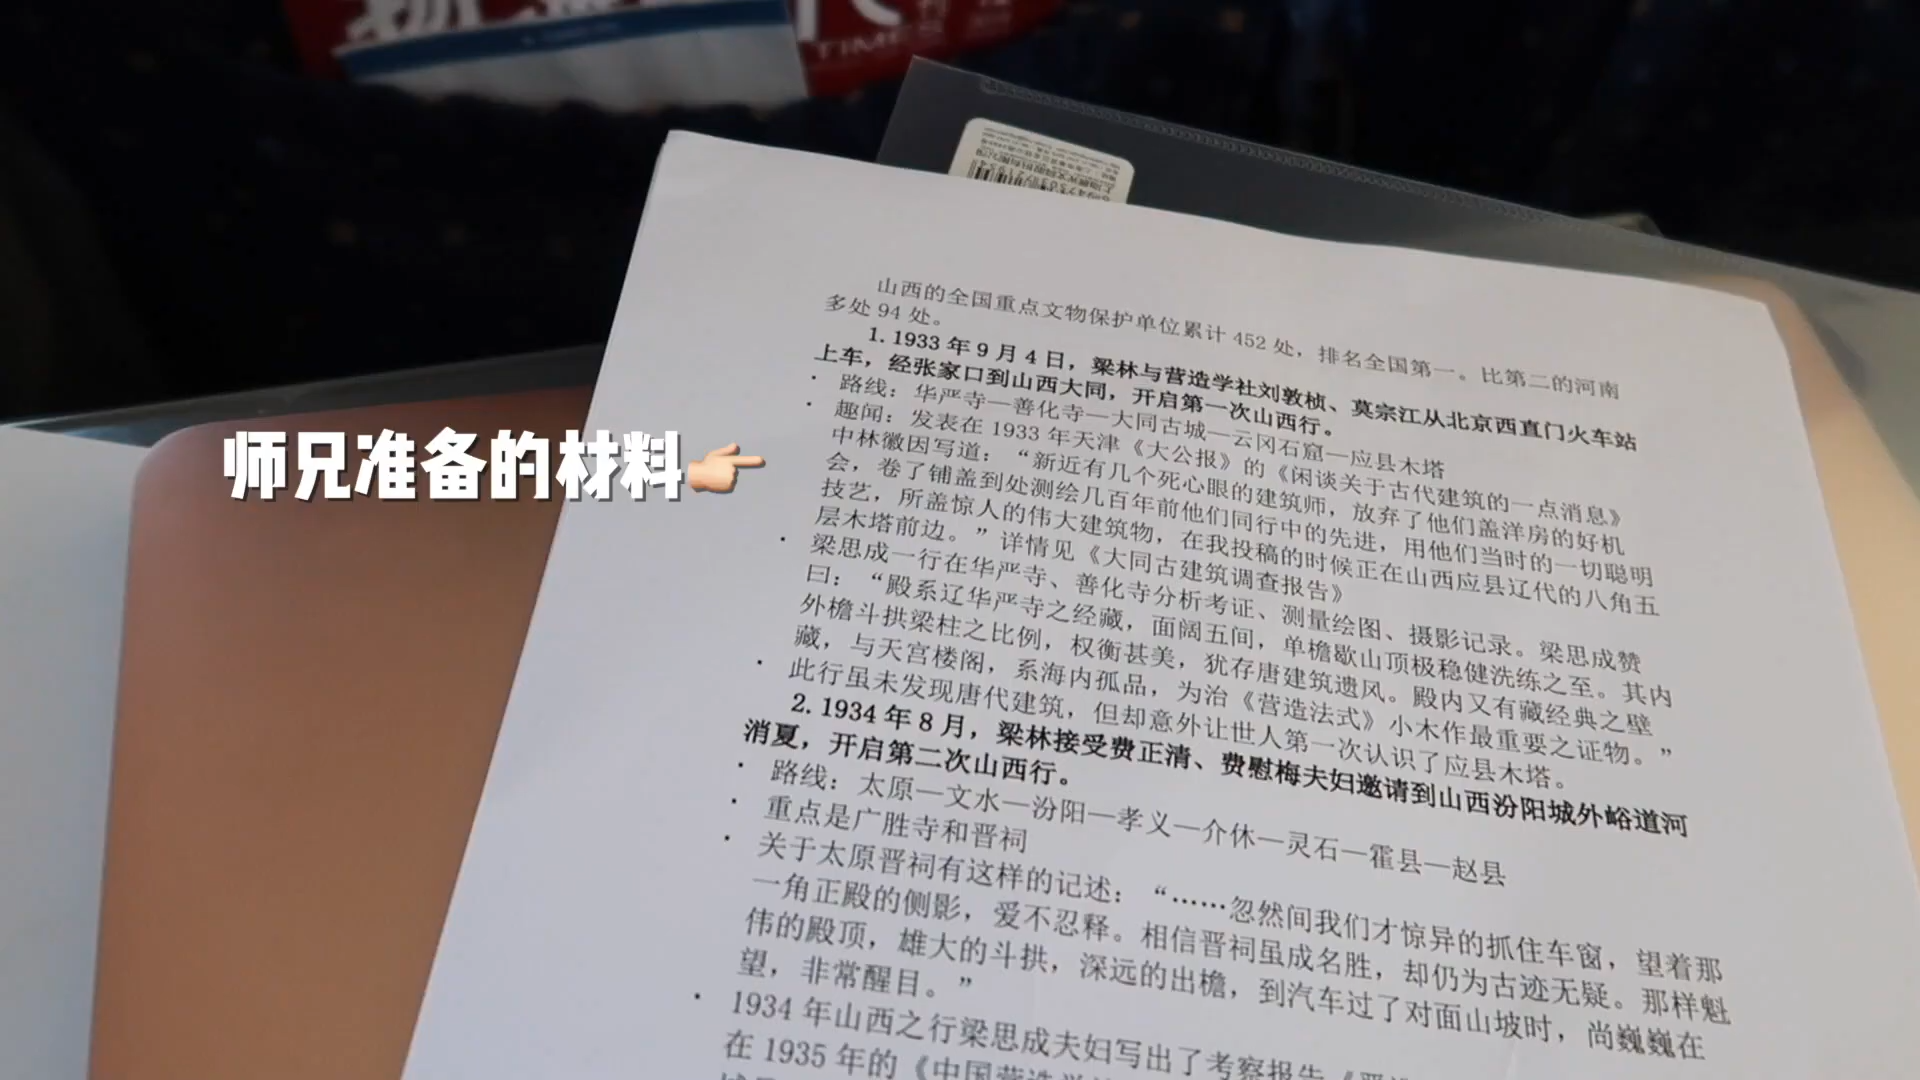 TIME
师兄准备的材料
山西的全国重点文物保护单位累计 452 处，排名全国第一。比第二的河南
多处 94 处。
1. 1933 年 9 月 4 日，梁林与营造学社刘敦桢、莫宗江从北京西直门火车站
上车，经张家口到山西大同，开启第一次山西行。
· 路线：华严寺—善化寺—大同古城—云冈石窟—应县木塔
· 趣闻：发表在 1933 年天津《大公报》的《闲谈关于古代建筑的一点消息》
中林徽因写道：“新近有几个死心眼的建筑师，放弃了他们盖洋房的好机
会，卷了铺盖到处测绘几百年前他们同行中的先进，用他们当时的一切聪明
技艺，所盖惊人的伟大建筑物，在我投稿的时候正在山西应县辽代的八角五
层木塔前边。”详情见《大同古建筑调查报告》
· 梁思成一行在华严寺、善化寺分析考证、测量绘图、摄影记录。梁思成赞
曰：“殿系辽华严寺之经藏，面阔五间，单檐歇山顶极稳健洗练之至。其内
外檐斗拱梁柱之比例，权衡甚美，犹存唐建筑遗风。殿内又有藏经典之壁
藏，与天宫楼阁，系海内孤品，为治《营造法式》小木作最重要之证物。”
· 此行虽未发现唐代建筑，但却意外让世人第一次认识了应县木塔。
2. 1934 年 8 月，梁林接受费正清、费慰梅夫妇邀请到山西汾阳城外峪道河
消夏，开启第二次山西行。
· 路线：太原—文水—汾阳—孝义—介休—灵石—霍县—赵县
· 重点是广胜寺和晋祠
· 关于太原晋祠有这样的记述：“……忽然间我们才惊异的抓住车窗，望着那
一角正殿的侧影，爱不忍释。相信晋祠虽成名胜，却仍为古迹无疑。那样魁
伟的殿顶，雄大的斗拱，深远的出檐，到汽车过了对面山坡时，尚巍巍在
望，非常醒目。”
· 1934 年山西之行梁思成夫妇写出了考察报告《晋
在 1935 年的《中国营造学